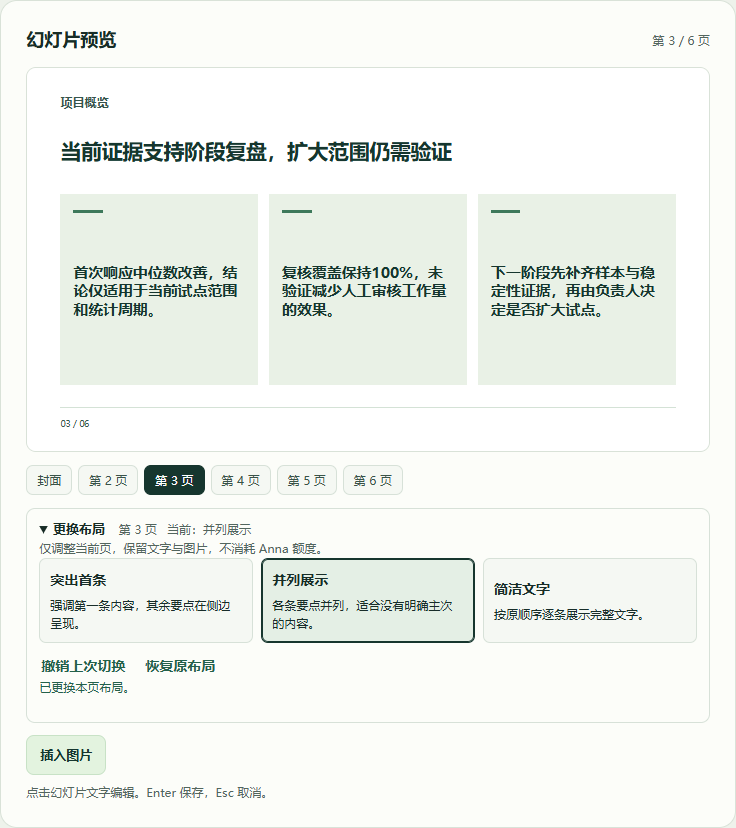 幻灯片预览
第 3 / 6 页
项目概览
当前证据支持阶段复盘，扩大范围仍需验证
首次响应中位数改善，结
论仅适用于当前试点范围
和统计周期。
复核覆盖保持100%，未
验证减少人工审核工作量
的效果。
下一阶段先补齐样本与稳
定性证据，再由负责人决
定是否扩大试点。
03 / 06
封面
第 2 页
第 3 页
第 4 页
第 5 页
第 6 页
▼ 更换布局 第 3 页 当前：并列展示
仅调整当前页，保留文字与图片，不消耗 Anna 额度。
突出首条
强调第一条内容，其余要点在侧边
呈现。
并列展示
各条要点并列，适合没有明确主次
的内容。
简洁文字
按原顺序逐条展示完整文字。
撤销上次切换 恢复原布局
已更换本页布局。
插入图片
点击幻灯片文字编辑。Enter 保存，Esc 取消。